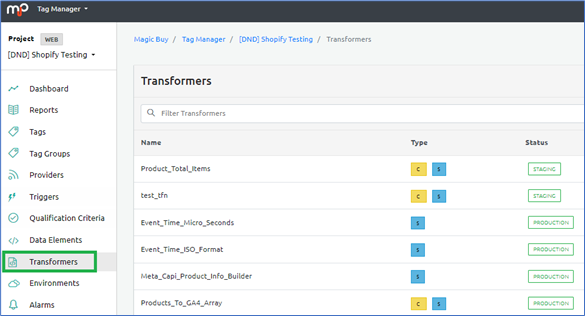 mp Tag Manager
Project WEB
[DND] Shopify Testing
Dashboard
Reports
Tags
Tag Groups
Providers
Triggers
Qualification Criteria
Data Elements
Transformers
Environments
Alarms
Magic Buy / Tag Manager / [DND] Shopify Testing / Transformers
Transformers
Filter Transformers
Name Type Status
Product_Total_Items C S STAGING
test_tfn C S STAGING
Event_Time_Micro_Seconds S PRODUCTION
Event_Time_ISO_Format S PRODUCTION
Meta_Capi_Product_Info_Builder S PRODUCTION
Products_To_GA4_Array C S PRODUCTION